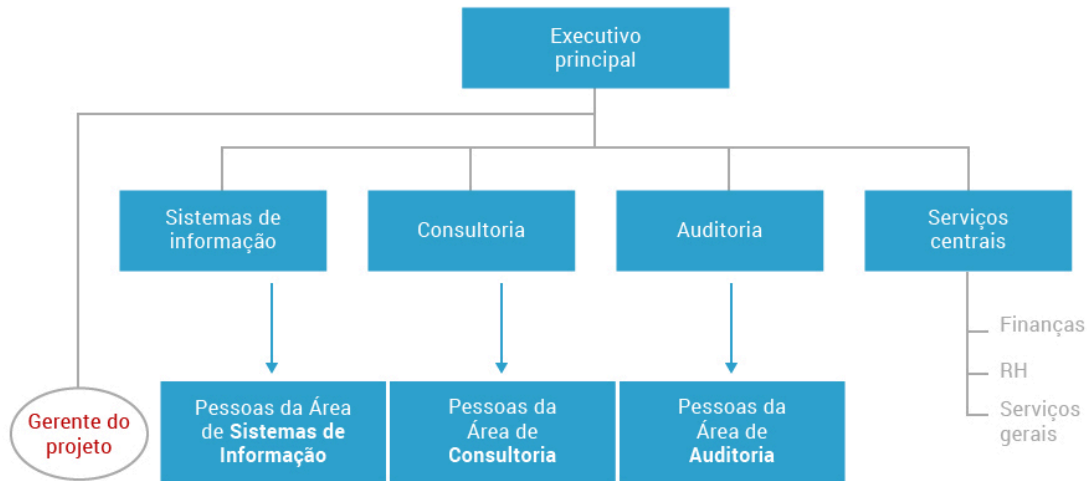 Executivo
principal
Sistemas de
informação
Consultoria
Auditoria
Serviços
centrais
Finanças
RH
Serviços
gerais
Gerente do
projeto
Pessoas da Área
de Sistemas de
Informação
Pessoas da
Área de
Consultoria
Pessoas da
Área de
Auditoria